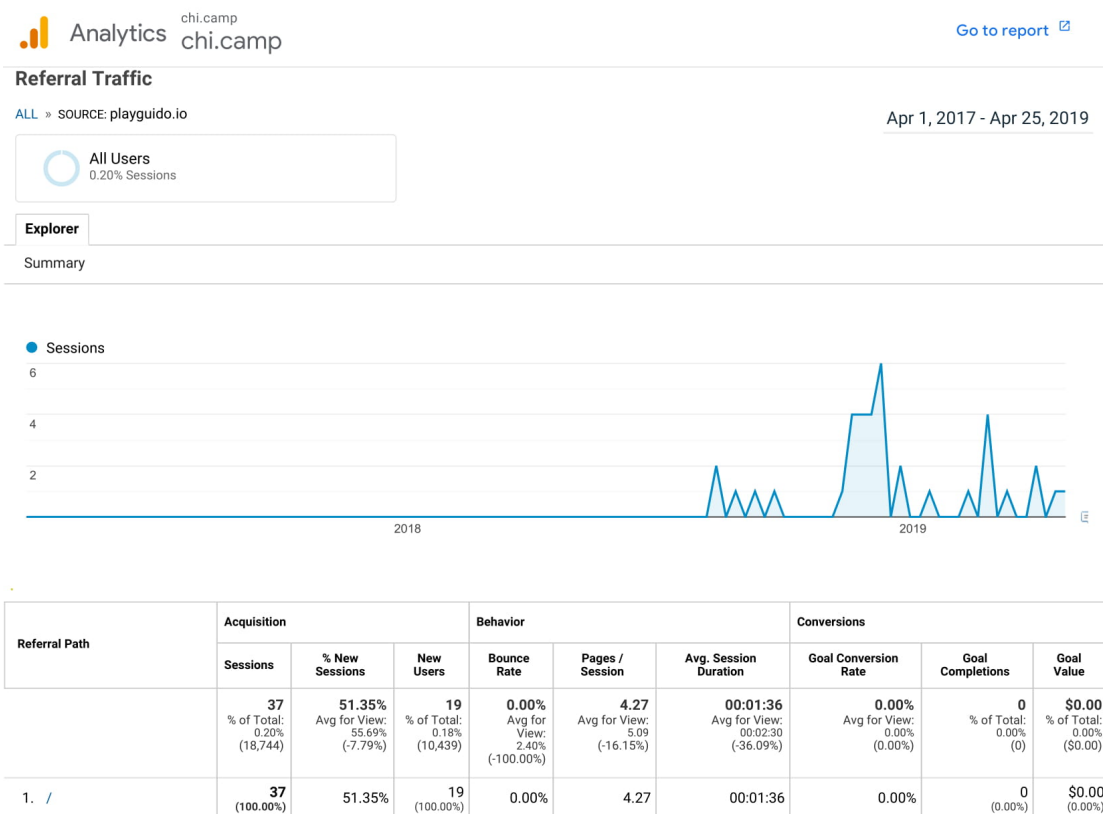 Analytics
chi.camp
chi.camp
Go to report
Referral Traffic
ALL » SOURCE: playguido.io
Apr 1, 2017 - Apr 25, 2019
All Users
0.20% Sessions
Explorer
Summary
Sessions
6
4
2
2018
2019
Referral Path
Acquisition
Behavior
Conversions
Sessions
% New Sessions
New Users
Bounce Rate
Pages / Session
Avg. Session Duration
Goal Conversion Rate
Goal Completions
Goal Value
37
% of Total:
0.20%
(18,744)
51.35%
Avg for View:
55.69%
(-7.79%)
19
% of Total:
0.18%
(10,439)
0.00%
Avg for
View:
2.40%
(-100.00%)
4.27
Avg for View:
5.09
(-16.15%)
00:01:36
Avg for View:
00:02:30
(-36.09%)
0.00%
Avg for View:
0.00%
(0.00%)
0
% of Total:
0.00%
(0)
$0.00
% of Total:
0.00%
($0.00)
1. /
37
(100.00%)
51.35%
19
(100.00%)
0.00%
4.27
00:01:36
0.00%
0
(0.00%)
$0.00
(0.00%)